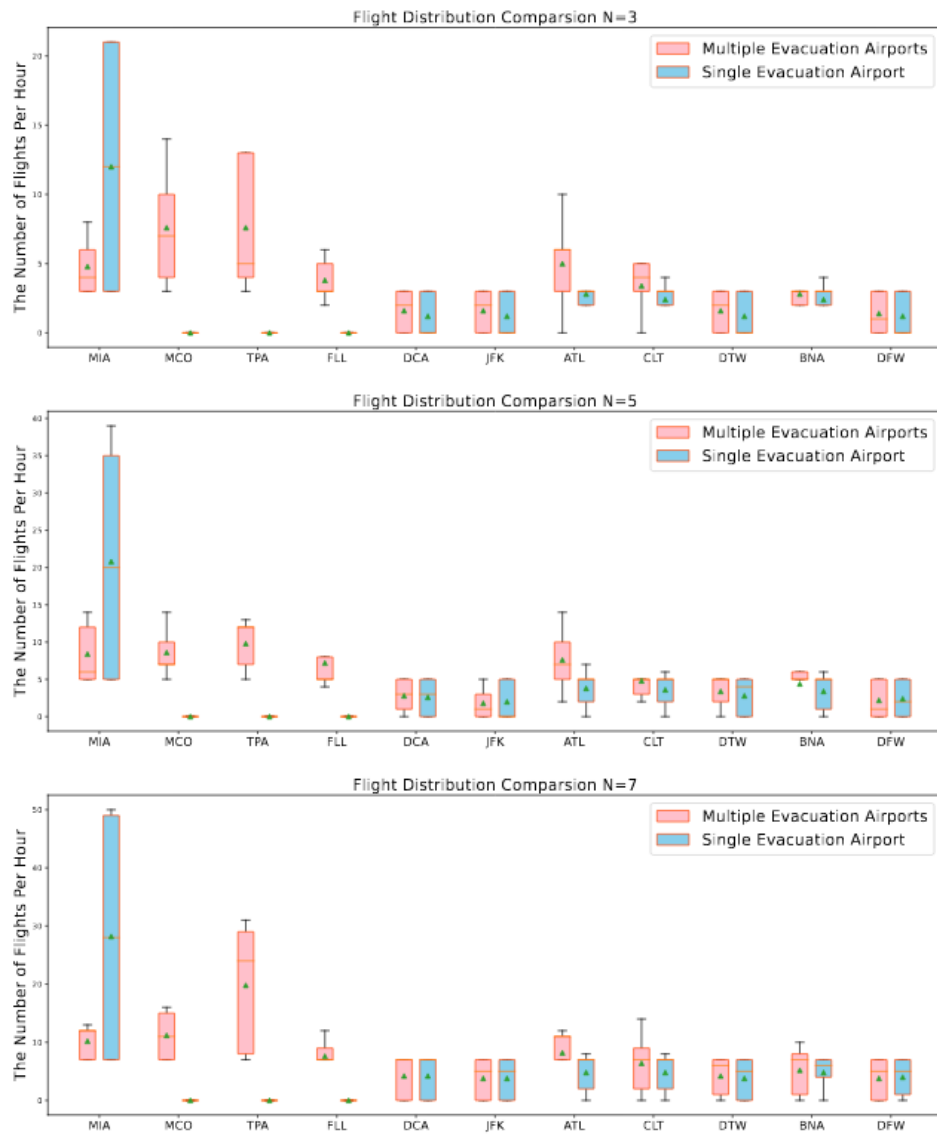 Flight Distribution Comparsion N=3
The Number of Flights Per Hour
20
15
10
5
0
Multiple Evacuation Airports
Single Evacuation Airport
MIA MCO TPA FLL DCA JFK ATL CLT DTW BNA DFW
Flight Distribution Comparsion N=5
The Number of Flights Per Hour
40
35
30
25
20
15
10
5
0
Multiple Evacuation Airports
Single Evacuation Airport
MIA MCO TPA FLL DCA JFK ATL CLT DTW BNA DFW
Flight Distribution Comparsion N=7
The Number of Flights Per Hour
50
40
30
20
10
0
Multiple Evacuation Airports
Single Evacuation Airport
MIA MCO TPA FLL DCA JFK ATL CLT DTW BNA DFW